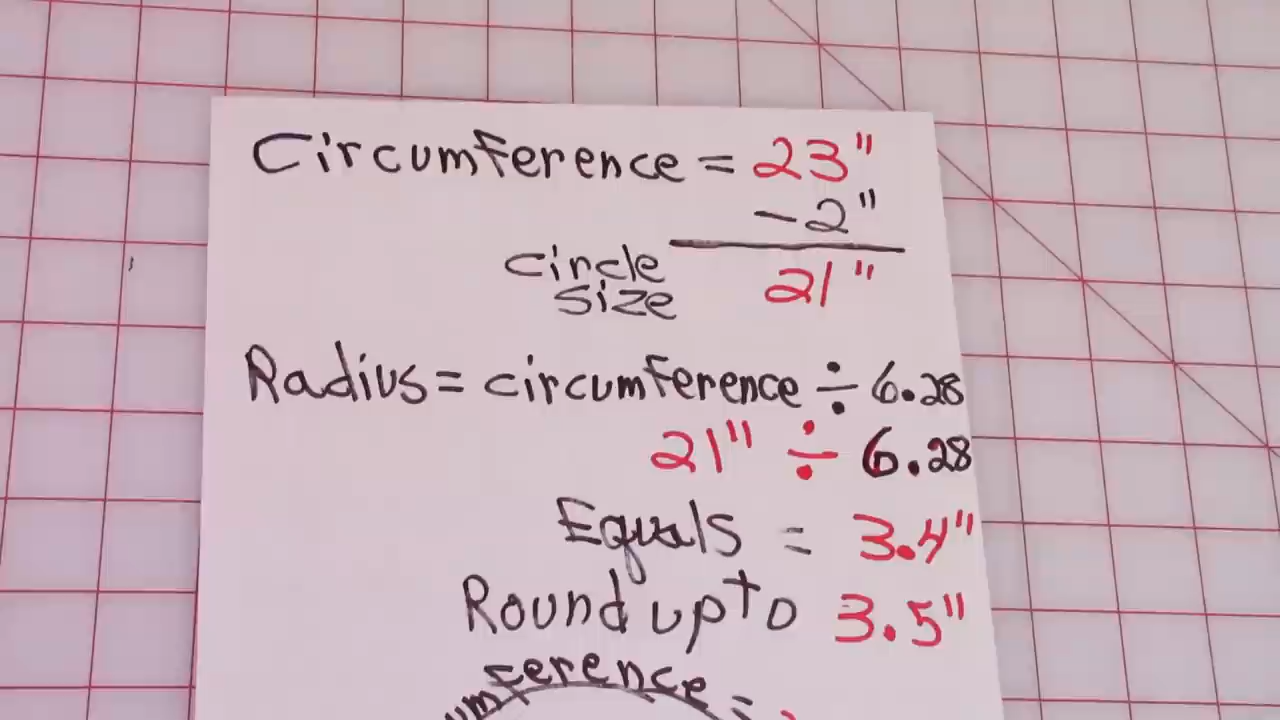 Circumference = 23"
-2"
circle size 21"
Radius = circumference ÷ 6.28
21" ÷ 6.28
Equals = 3.4"
Round up to 3.5"
umference =